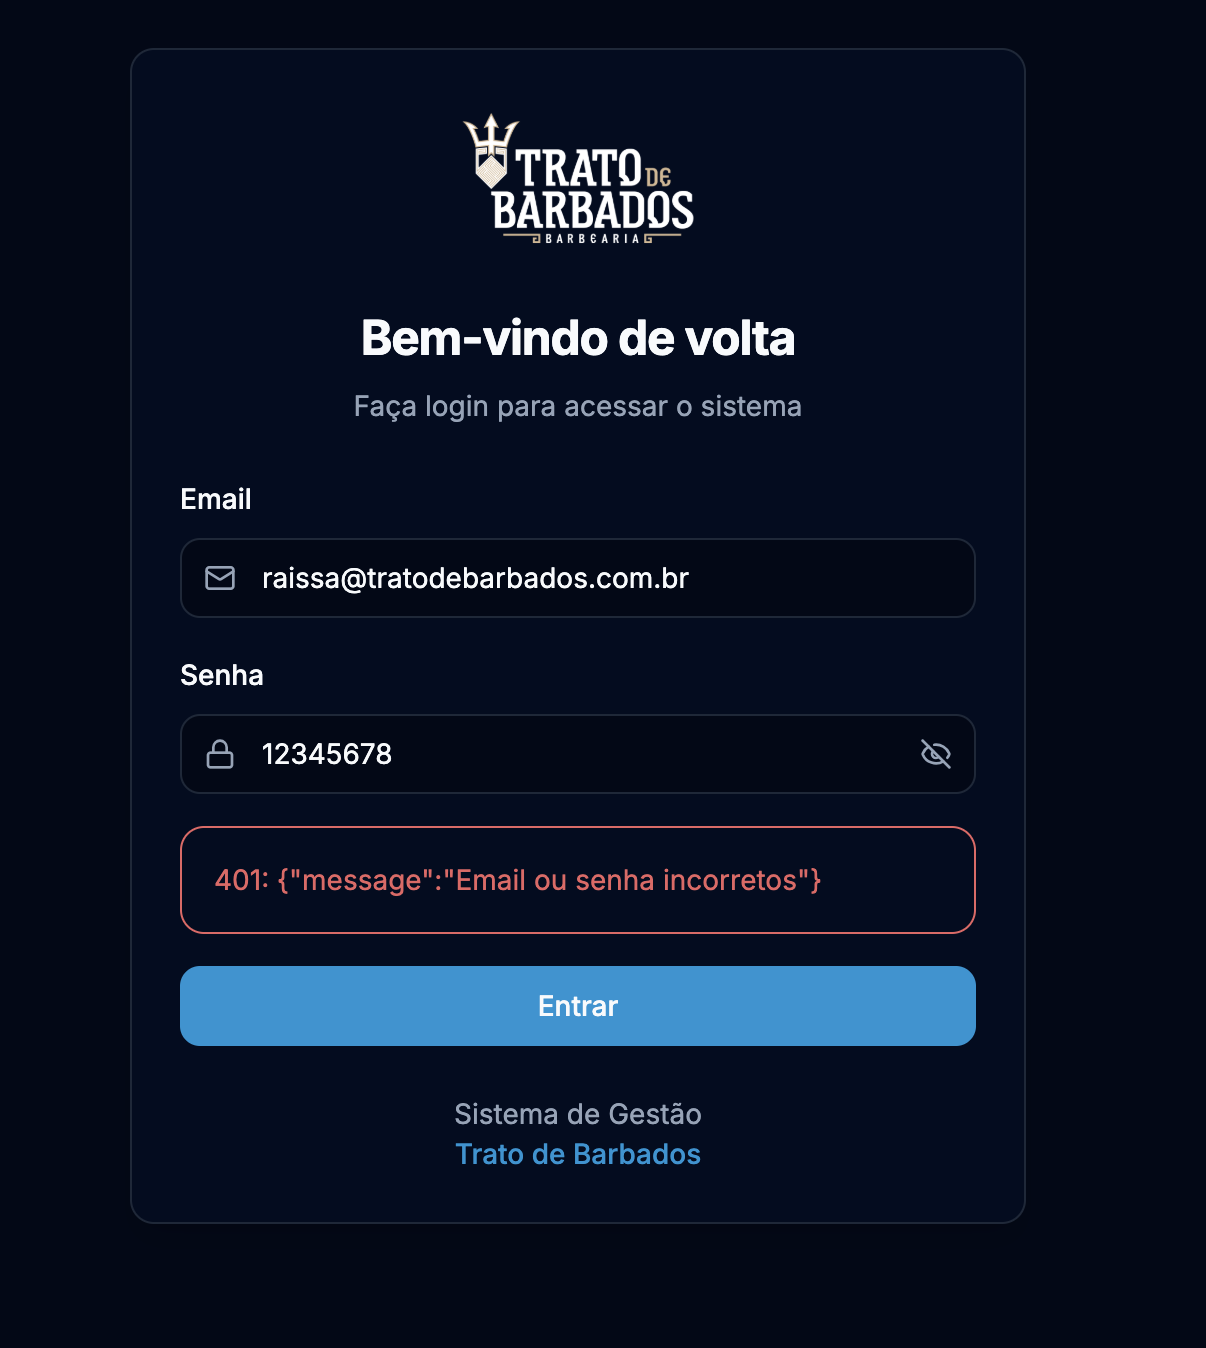 TRATO DE
BARBADOS
BARBEARIA
Bem-vindo de volta
Faça login para acessar o sistema
Email
raissa@tratodebarbados.com.br
Senha
12345678
401: {"message":"Email ou senha incorretos"}
Entrar
Sistema de Gestão
Trato de Barbados